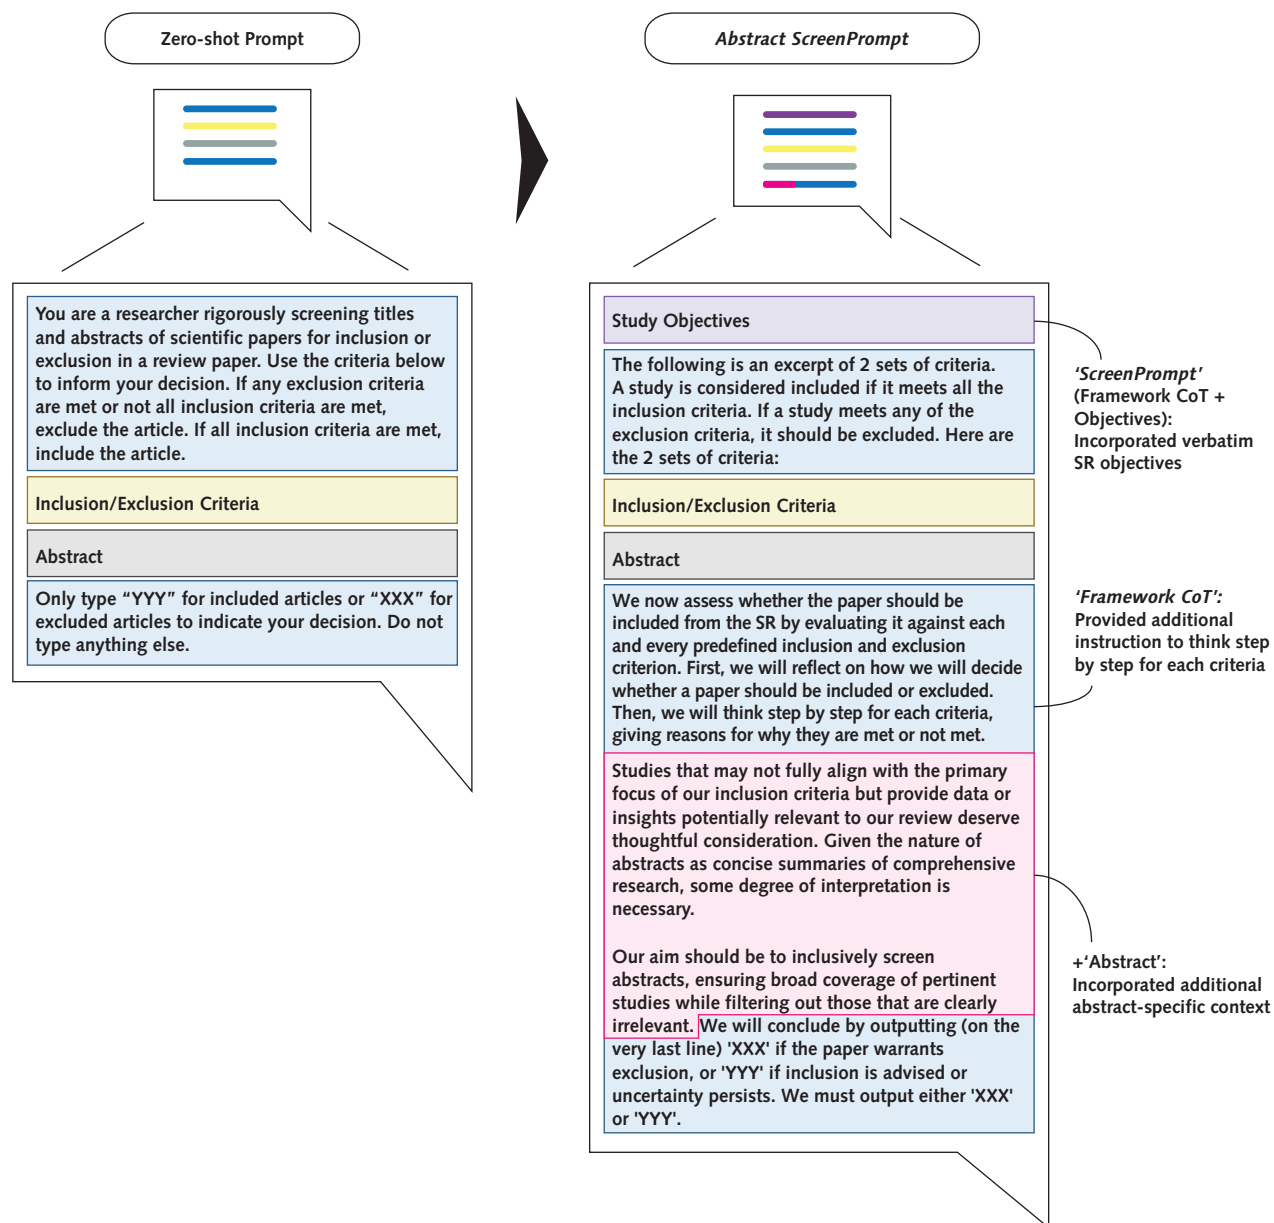 Zero-shot Prompt
Abstract ScreenPrompt
You are a researcher rigorously screening titles
and abstracts of scientific papers for inclusion or
exclusion in a review paper. Use the criteria below
to inform your decision. If any exclusion criteria
are met or not all inclusion criteria are met,
exclude the article. If all inclusion criteria are met,
include the article.
Inclusion/Exclusion Criteria
Abstract
Only type “YYY” for included articles or “XXX” for
excluded articles to indicate your decision. Do not
type anything else.
Study Objectives
The following is an excerpt of 2 sets of criteria.
A study is considered included if it meets all the
inclusion criteria. If a study meets any of the
exclusion criteria, it should be excluded. Here are
the 2 sets of criteria:
Inclusion/Exclusion Criteria
Abstract
We now assess whether the paper should be
included from the SR by evaluating it against each
and every predefined inclusion and exclusion
criterion. First, we will reflect on how we will decide
whether a paper should be included or excluded.
Then, we will think step by step for each criteria,
giving reasons for why they are met or not met.
Studies that may not fully align with the primary
focus of our inclusion criteria but provide data or
insights potentially relevant to our review deserve
thoughtful consideration. Given the nature of
abstracts as concise summaries of comprehensive
research, some degree of interpretation is
necessary.
Our aim should be to inclusively screen
abstracts, ensuring broad coverage of pertinent
studies while filtering out those that are clearly
irrelevant. We will conclude by outputting (on the
very last line) 'XXX' if the paper warrants
exclusion, or 'YYY' if inclusion is advised or
uncertainty persists. We must output either 'XXX'
or 'YYY'.
'ScreenPrompt'
(Framework CoT +
Objectives):
Incorporated verbatim
SR objectives
'Framework CoT':
Provided additional
instruction to think step
by step for each criteria
+‘Abstract’:
Incorporated additional
abstract-specific context